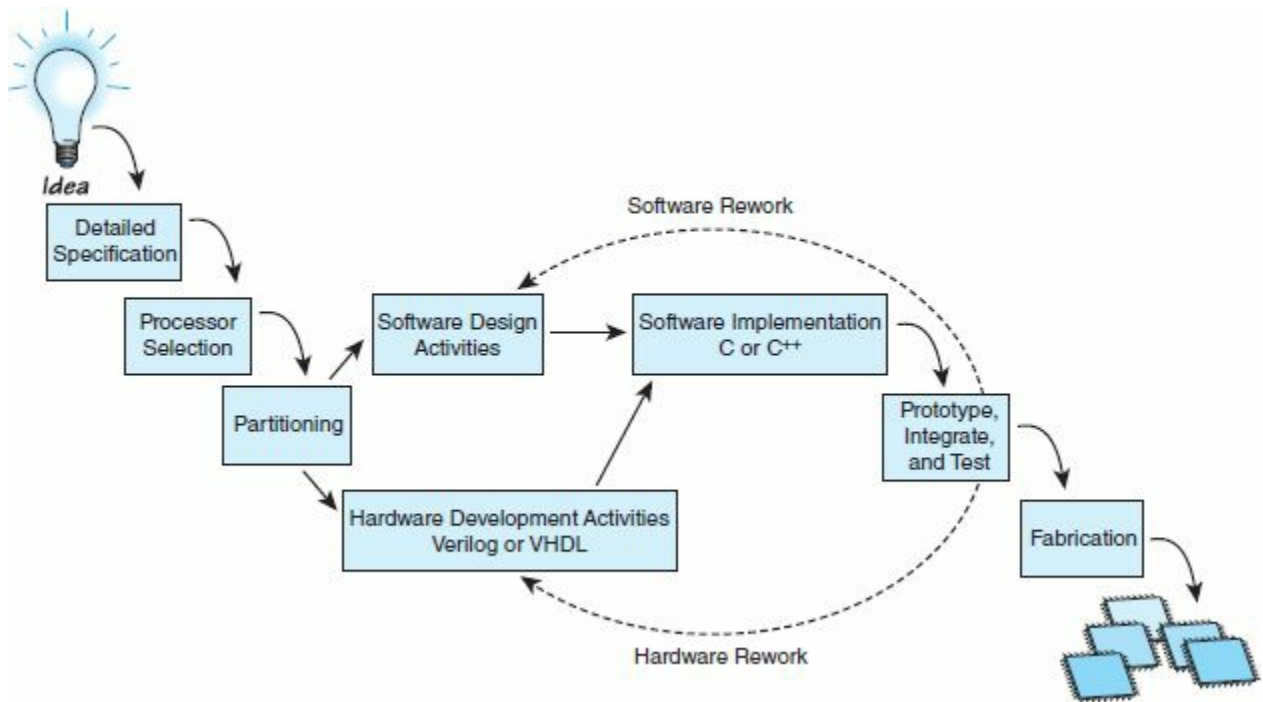 Idea
Detailed
Specification
Processor
Selection
Partitioning
Software Design
Activities
Hardware Development Activities
Verilog or VHDL
Software Implementation
C or C++
Software Rework
Hardware Rework
Prototype,
Integrate,
and Test
Fabrication